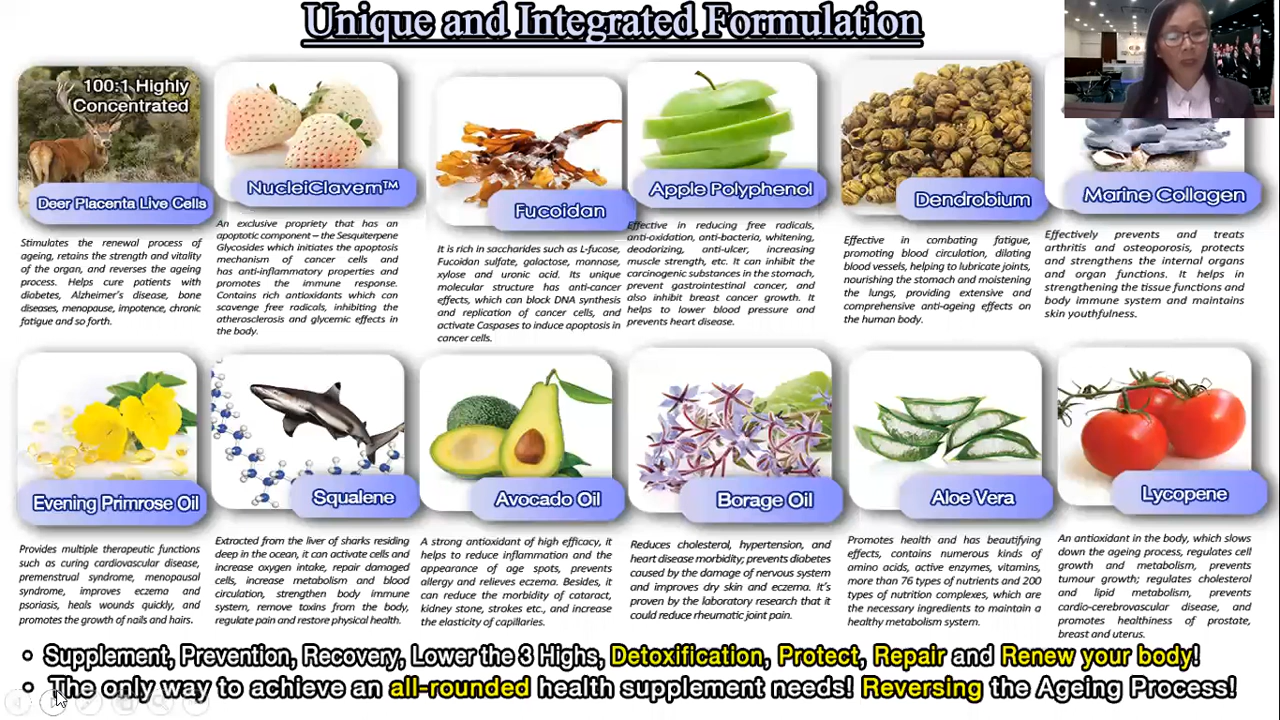 Unique and Integrated Formulation
100:1 Highly
Concentrated
Deer Placenta Live Cells
Stimulates the renewal process of
ageing, retains the strength and vitality
of the organ, and reverses the ageing
process. Helps cure patients with
diabetes, Alzheimer's disease, bone
diseases, menopause, impotence, chronic
fatigue and so forth.
NucleiClavem™
An exclusive propriety that has an
apoptotic component – the Sesquiterpene
Glycosides which initiates the apoptosis
mechanism of cancer cells and
has anti-inflammatory properties and
promotes the immune response.
Contains rich antioxidants which can
scavenge free radicals, inhibiting the
atherosclerosis and glycemic effects in
the body.
Fucoidan
It is rich in saccharides such as L-fucose,
Fucoidan sulfate, galactose, mannose,
xylose and uronic acid. Its unique
molecular structure has anti-cancer
effects, which can block DNA synthesis
and replication of cancer cells, and
activate Caspases to induce apoptosis in
cancer cells.
Apple Polyphenol
Effective in reducing free radicals,
anti-oxidation, anti-bacteria, whitening,
deodorizing, anti-ulcer, increasing
muscle strength, etc. It can inhibit the
carcinogenic substances in the stomach,
prevent gastrointestinal cancer, and
also inhibit breast cancer growth. It
helps to lower blood pressure and
prevents heart disease.
Dendrobium
Effective in combating fatigue,
promoting blood circulation, dilating
blood vessels, helping to lubricate joints,
nourishing the stomach and moistening
the lungs, providing extensive and
comprehensive anti-ageing effects on
the human body.
Marine Collagen
Effectively prevents and treats
arthritis and osteoporosis, protects
and strengthens the internal organs
and organ functions. It helps in
strengthening the tissue functions and
body immune system and maintains
skin youthfulness.
Evening Primrose Oil
Provides multiple therapeutic functions
such as curing cardiovascular disease,
premenstrual syndrome, menopausal
syndrome, improves eczema and
psoriasis, heals wounds quickly, and
promotes the growth of nails and hairs.
Squalene
Extracted from the liver of sharks residing
deep in the ocean, it can activate cells and
increase oxygen intake, repair damaged
cells, increase metabolism and blood
circulation, strengthen body immune
system, remove toxins from the body,
regulate pain and restore physical health.
Avocado Oil
A strong antioxidant of high efficacy, it
helps to reduce inflammation and the
appearance of age spots, prevents
allergy and relieves eczema. Besides, it
can reduce the morbidity of cataract,
kidney stone, strokes etc., and increase
the elasticity of capillaries.
Borage Oil
Reduces cholesterol, hypertension, and
heart disease morbidity; prevents diabetes
caused by the damage of nervous system
and improves dry skin and eczema. It's
proven by the laboratory research that it
could reduce rheumatic joint pain.
Aloe Vera
Promotes health and has beautifying
effects, contains numerous kinds of
amino acids, active enzymes, vitamins,
more than 76 types of nutrients and 200
types of nutrition complexes, which are
the necessary ingredients to maintain a
healthy metabolism system.
Lycopene
An antioxidant in the body, which slows
down the ageing process, regulates cell
growth and metabolism, prevents
tumour growth; regulates cholesterol
and lipid metabolism, prevents
cardio-cerebrovascular disease, and
promotes healthiness of prostate,
breast and uterus.
• Supplement, Prevention, Recovery, Lower the 3 Highs, Detoxification, Protect, Repair and Renew your body!
• The only way to achieve an all-rounded health supplement needs! Reversing the Ageing Process!